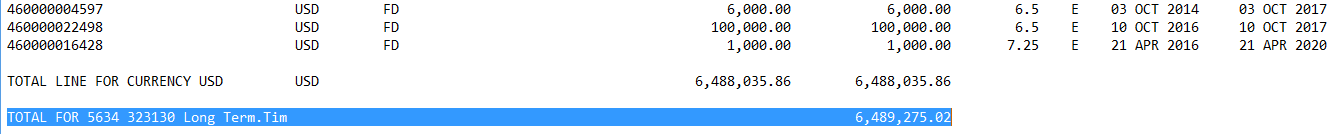 460000004597 USD FD 6,000.00 6,000.00 6.5 E 03 OCT 2014 03 OCT 2017
460000022498 USD FD 100,000.00 100,000.00 6.5 E 10 OCT 2016 10 OCT 2017
460000016428 USD FD 1,000.00 1,000.00 7.25 E 21 APR 2016 21 APR 2020
TOTAL LINE FOR CURRENCY USD USD 6,488,035.86 6,488,035.86
TOTAL FOR 5634 323130 Long Term.Tim 6,489,275.02